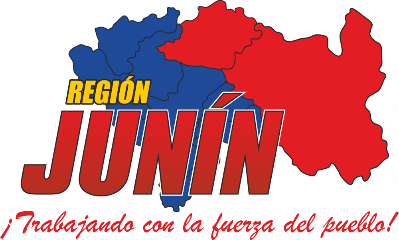 REGIÓN
JUNÍN
¡Trabajando con la fuerza del pueblo!